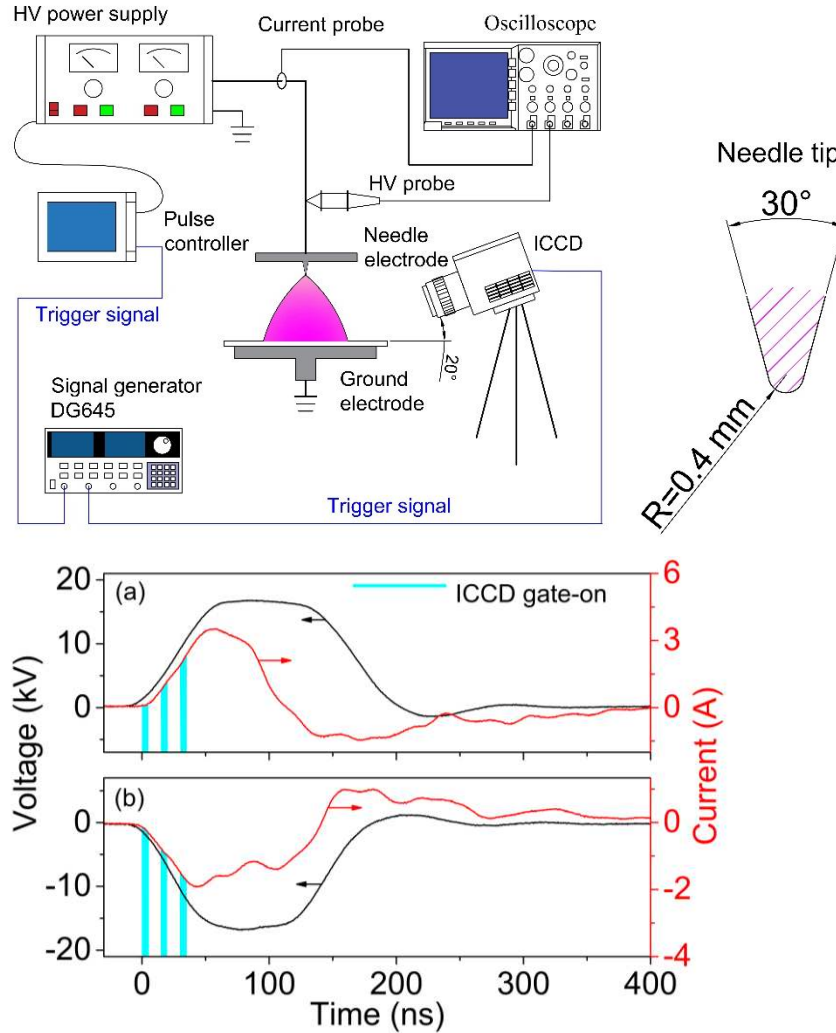 HV power supply
Current probe
Oscilloscope
HV probe
Pulse
controller
Needle
electrode
ICCD
Trigger signal
20°
Ground
electrode
Signal generator
DG645
Trigger signal
Needle tip
30°
R=0.4 mm
(a)
ICCD gate-on
20
10
0
6
3
0
(b)
0
-10
-20
0
-2
-4
Voltage (kV)
Current (A)
0
100
200
300
400
Time (ns)